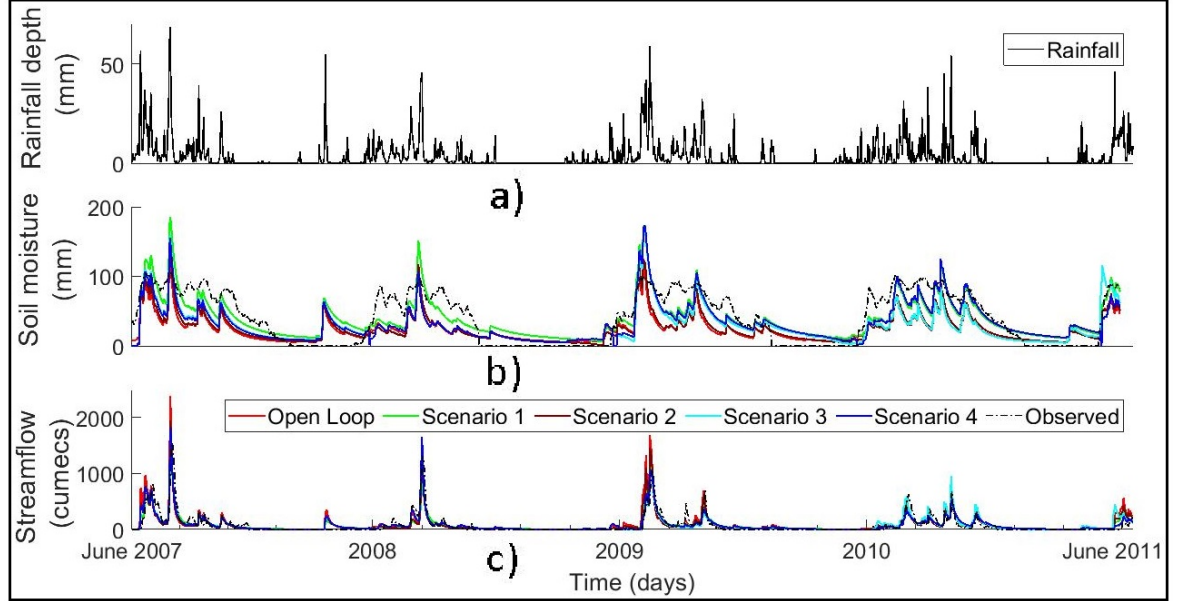 Rainfall depth
(mm)
50
0
Rainfall
a)
Soil moisture
(mm)
200
100
0
b)
Streamflow
(cumecs)
2000
1000
0
Open Loop Scenario 1 Scenario 2 Scenario 3 Scenario 4 Observed
June 2007 2008 2009 2010 June 2011
c)
Time (days)